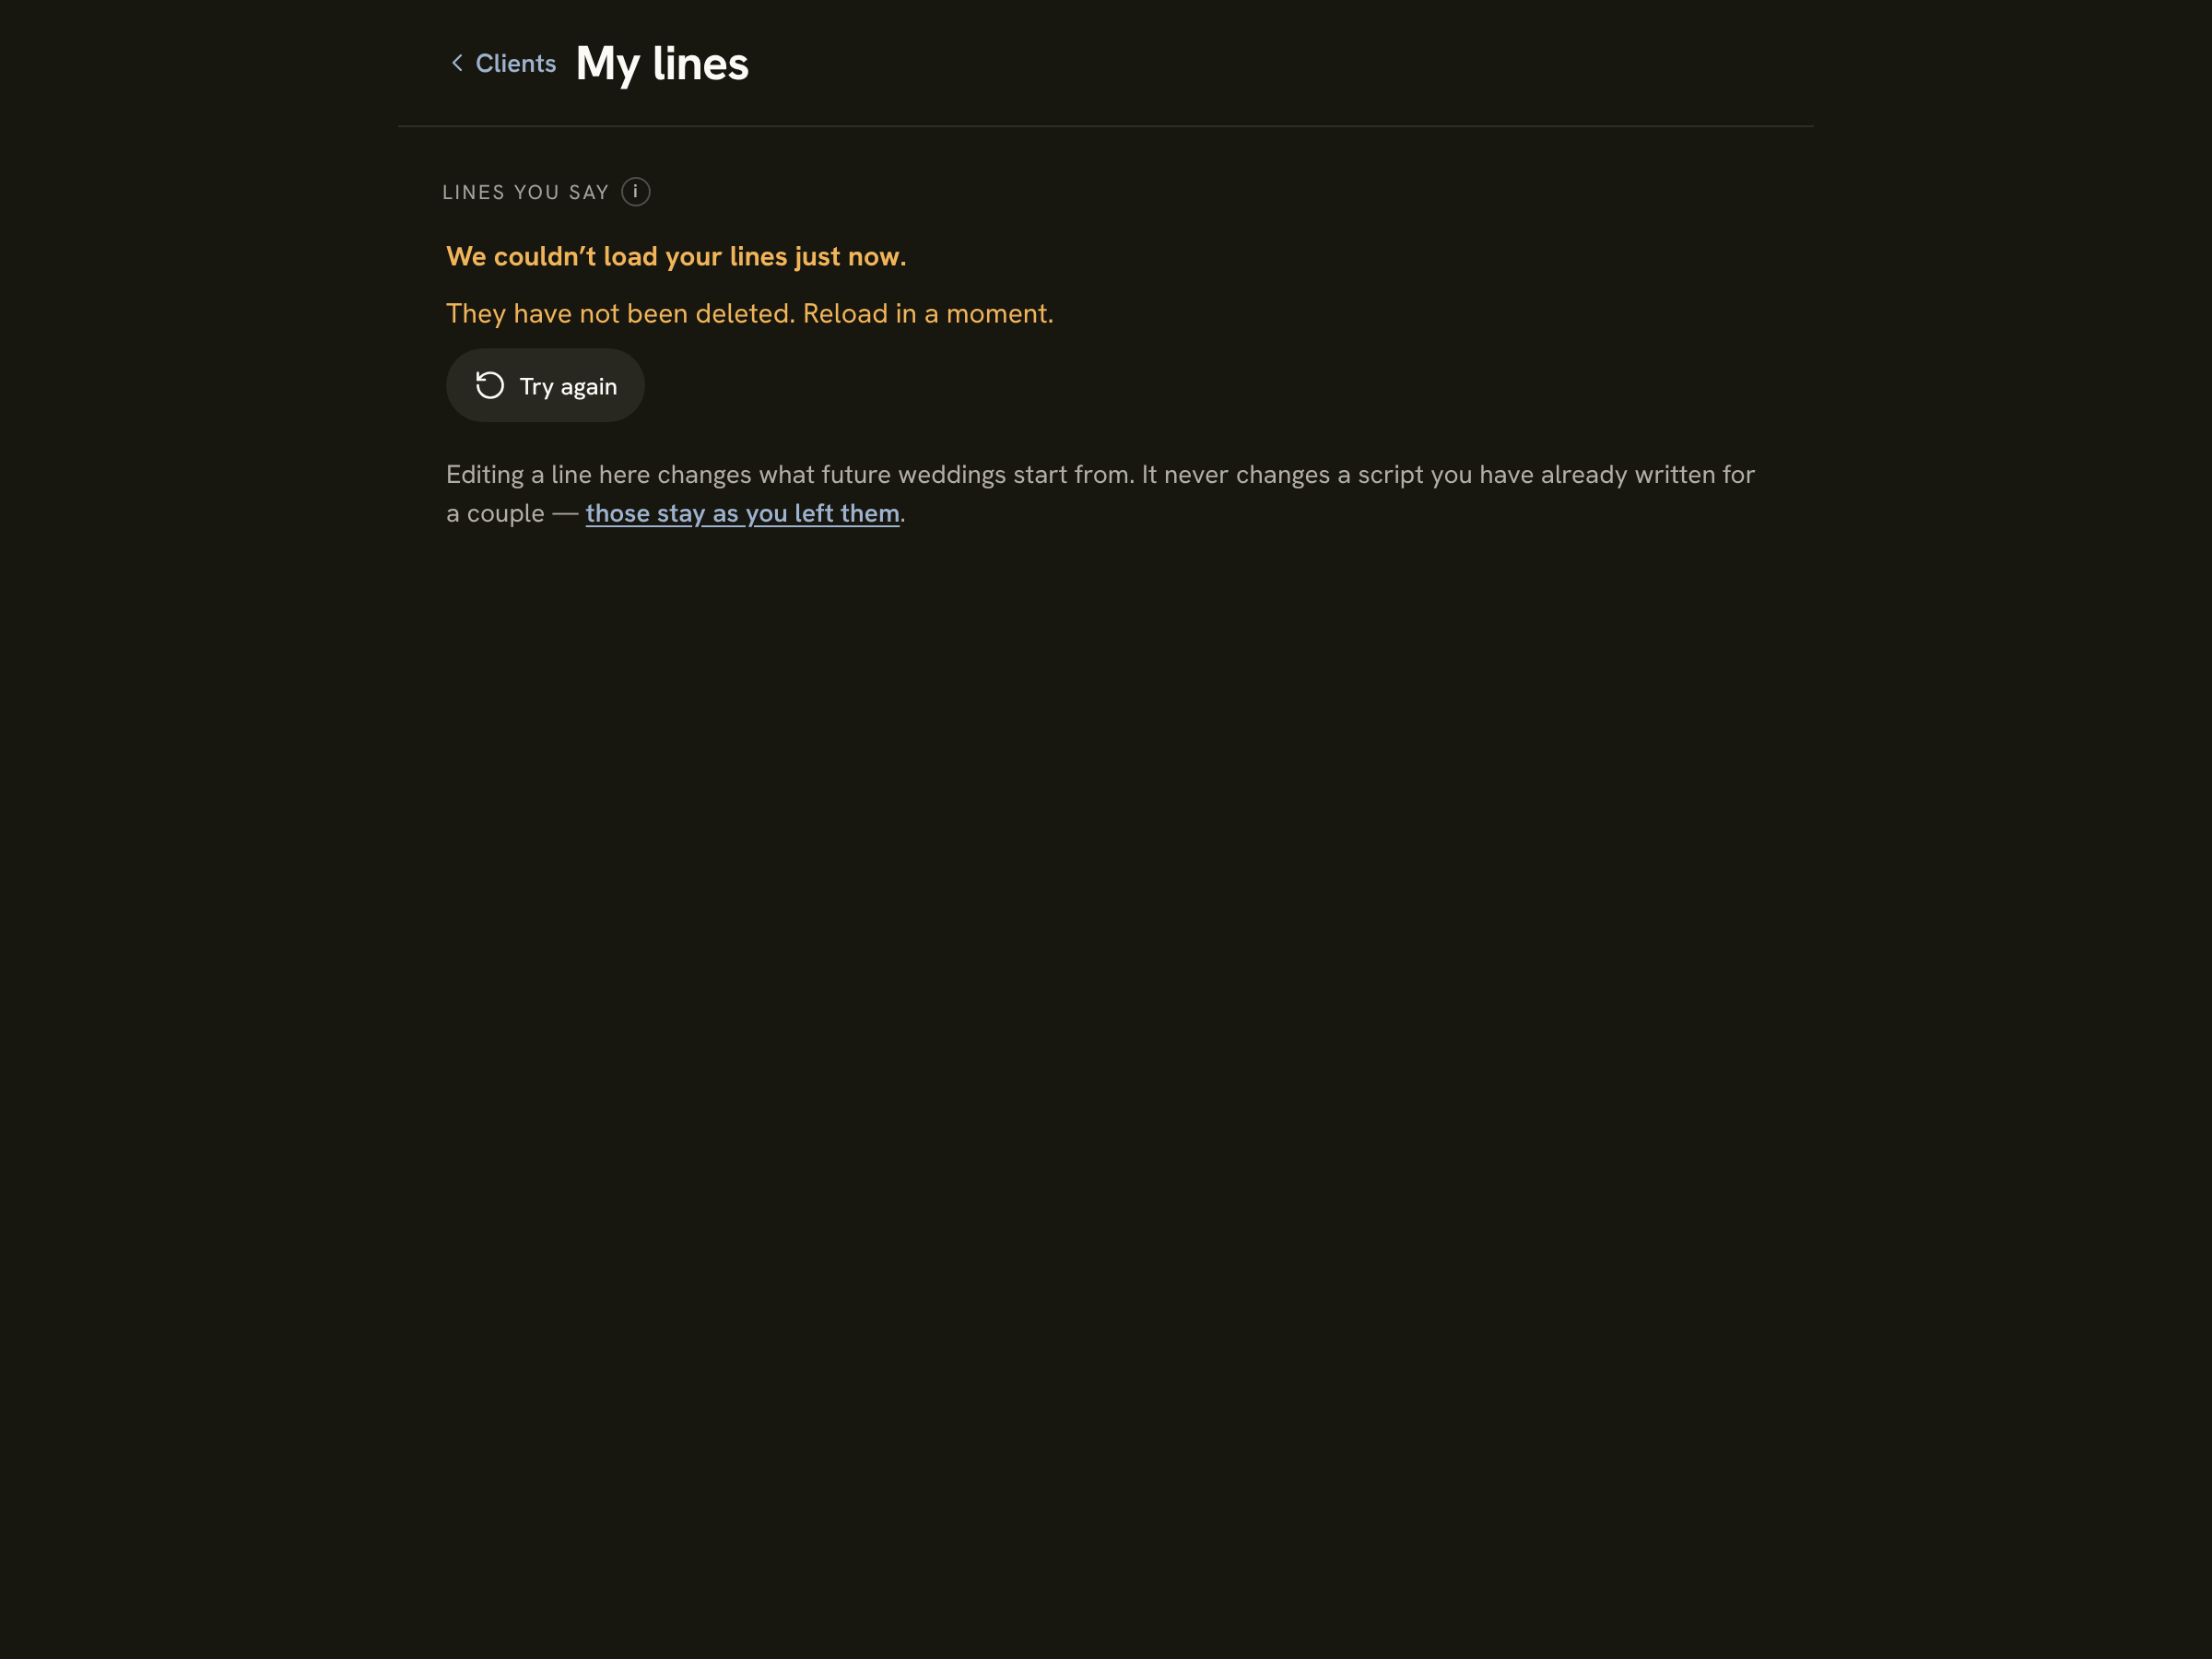 Clients My lines
LINES YOU SAY i
We couldn’t load your lines just now.
They have not been deleted. Reload in a moment.
Try again
Editing a line here changes what future weddings start from. It never changes a script you have already written for
a couple — those stay as you left them.